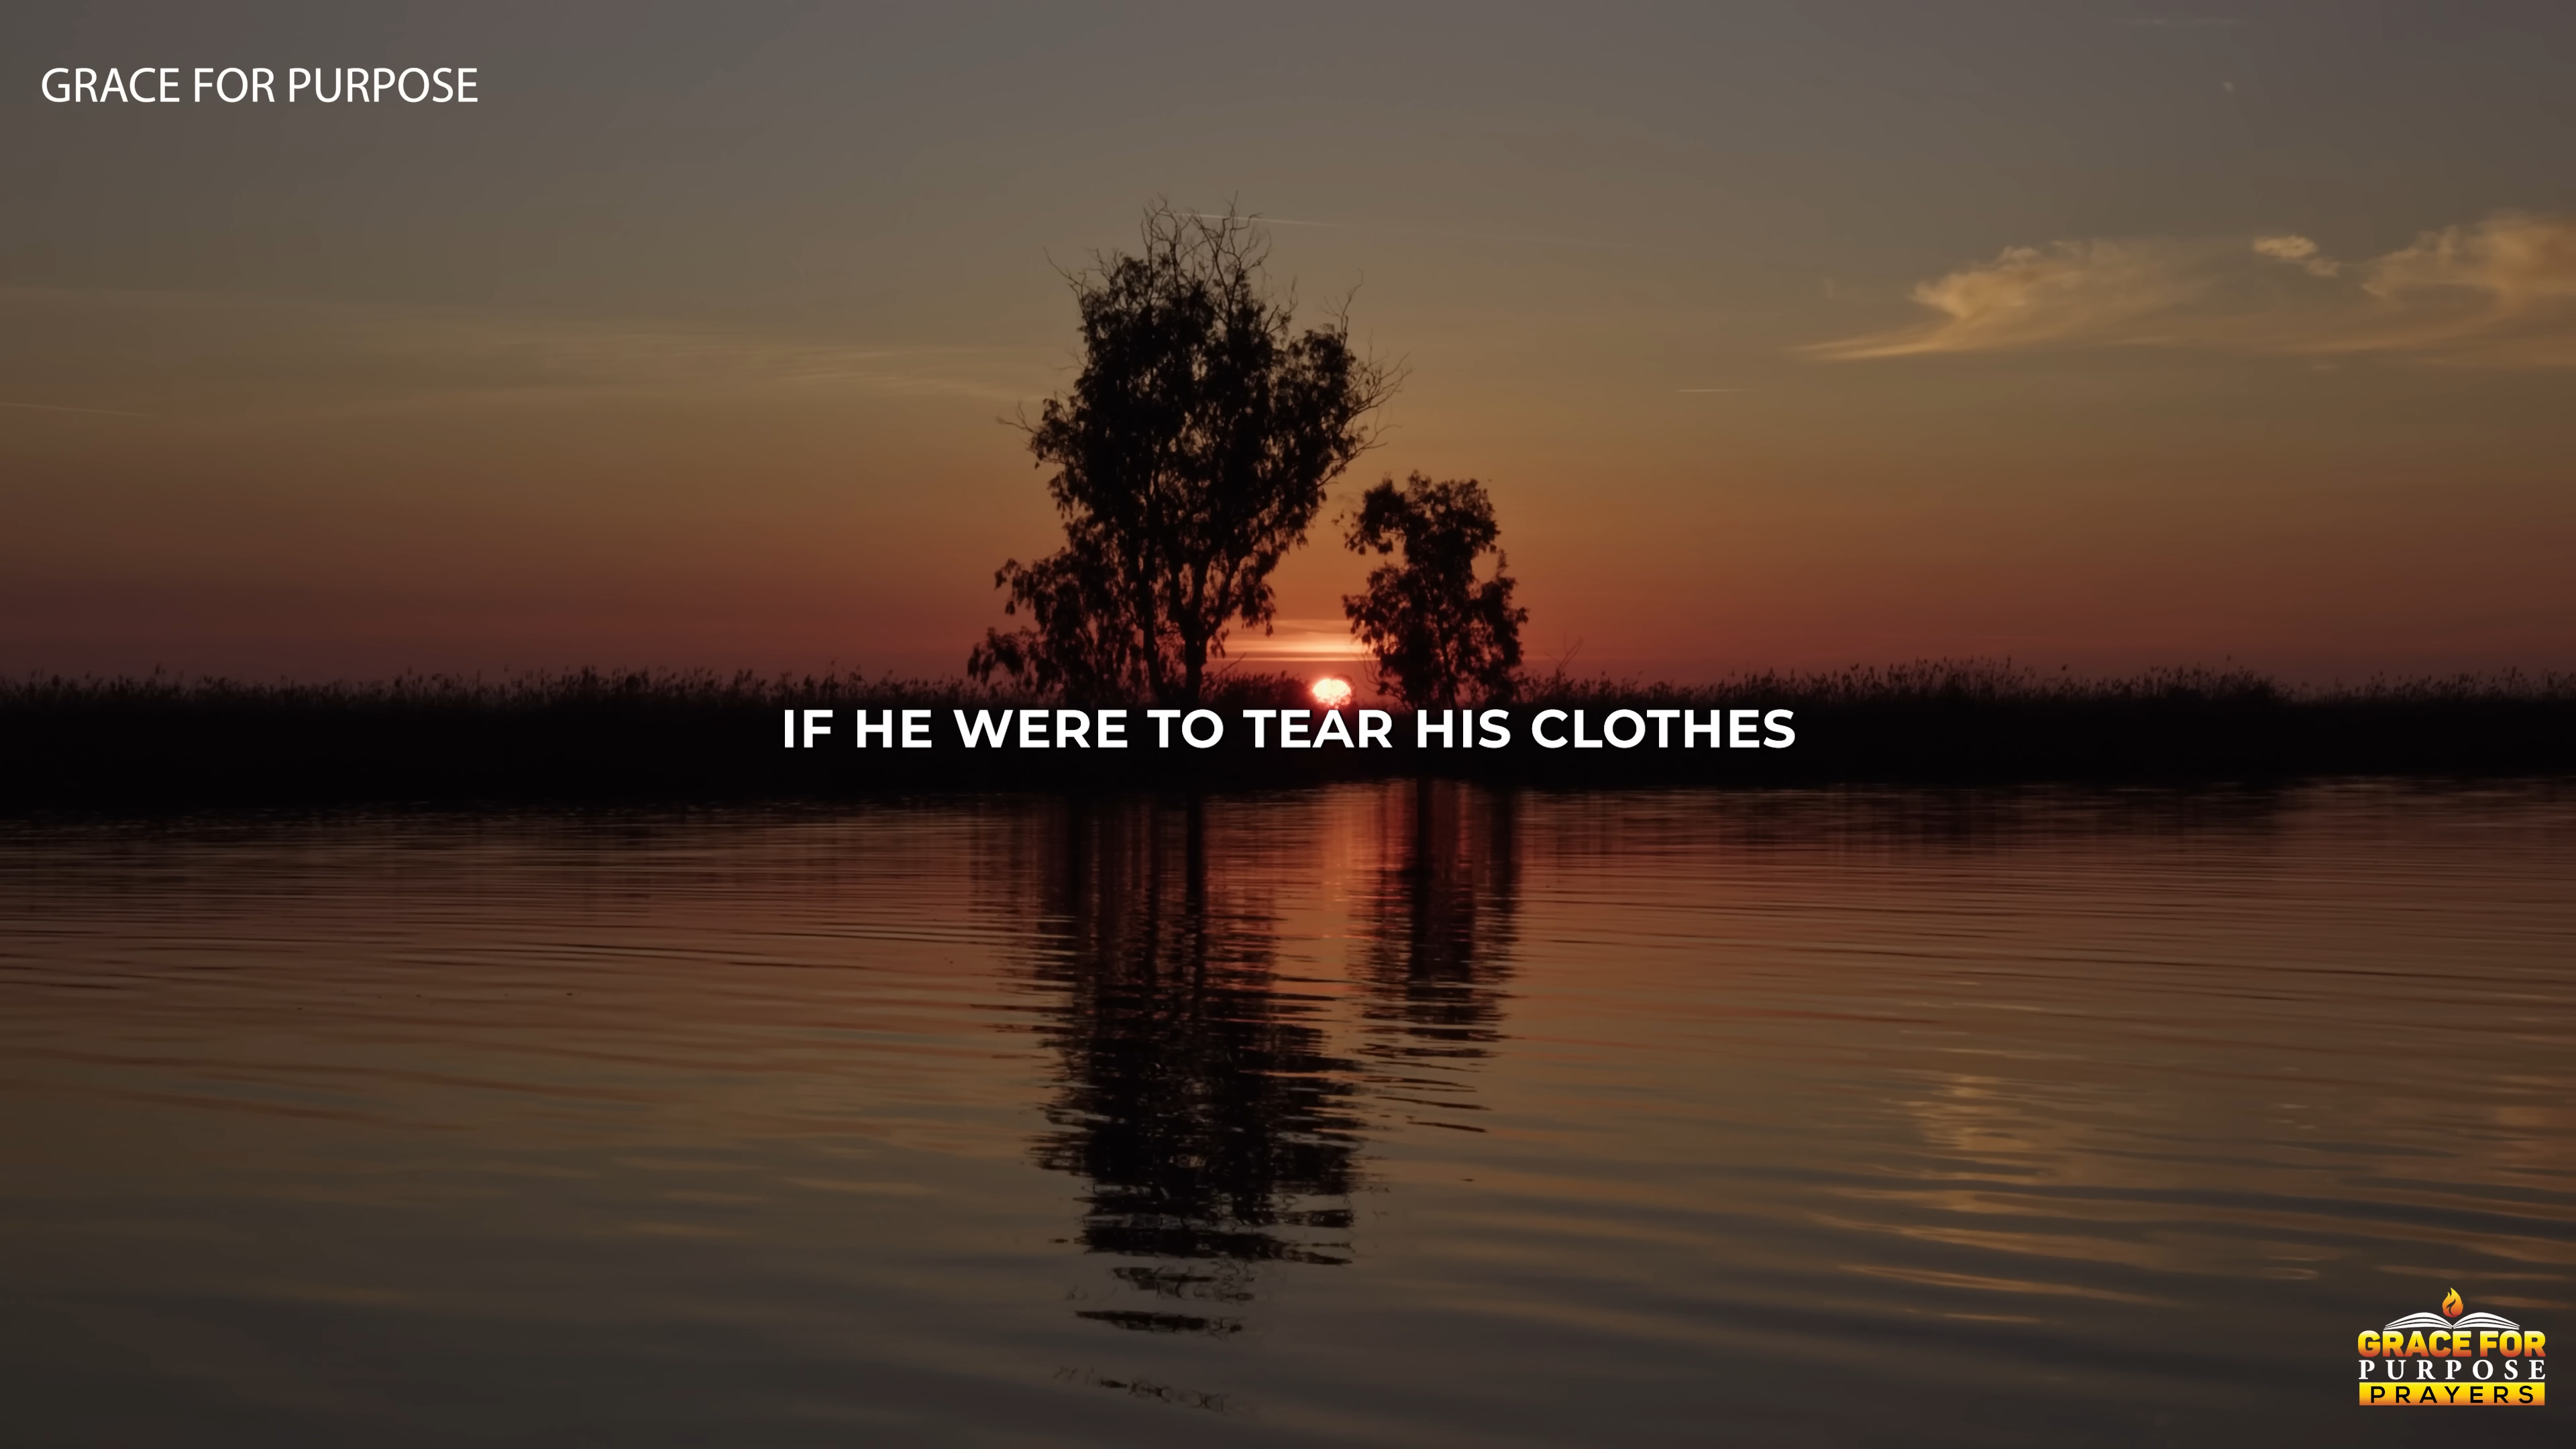 GRACE FOR PURPOSE
IF HE WERE TO TEAR HIS CLOTHES
GRACE FOR
PURPOSE
PRAYERS